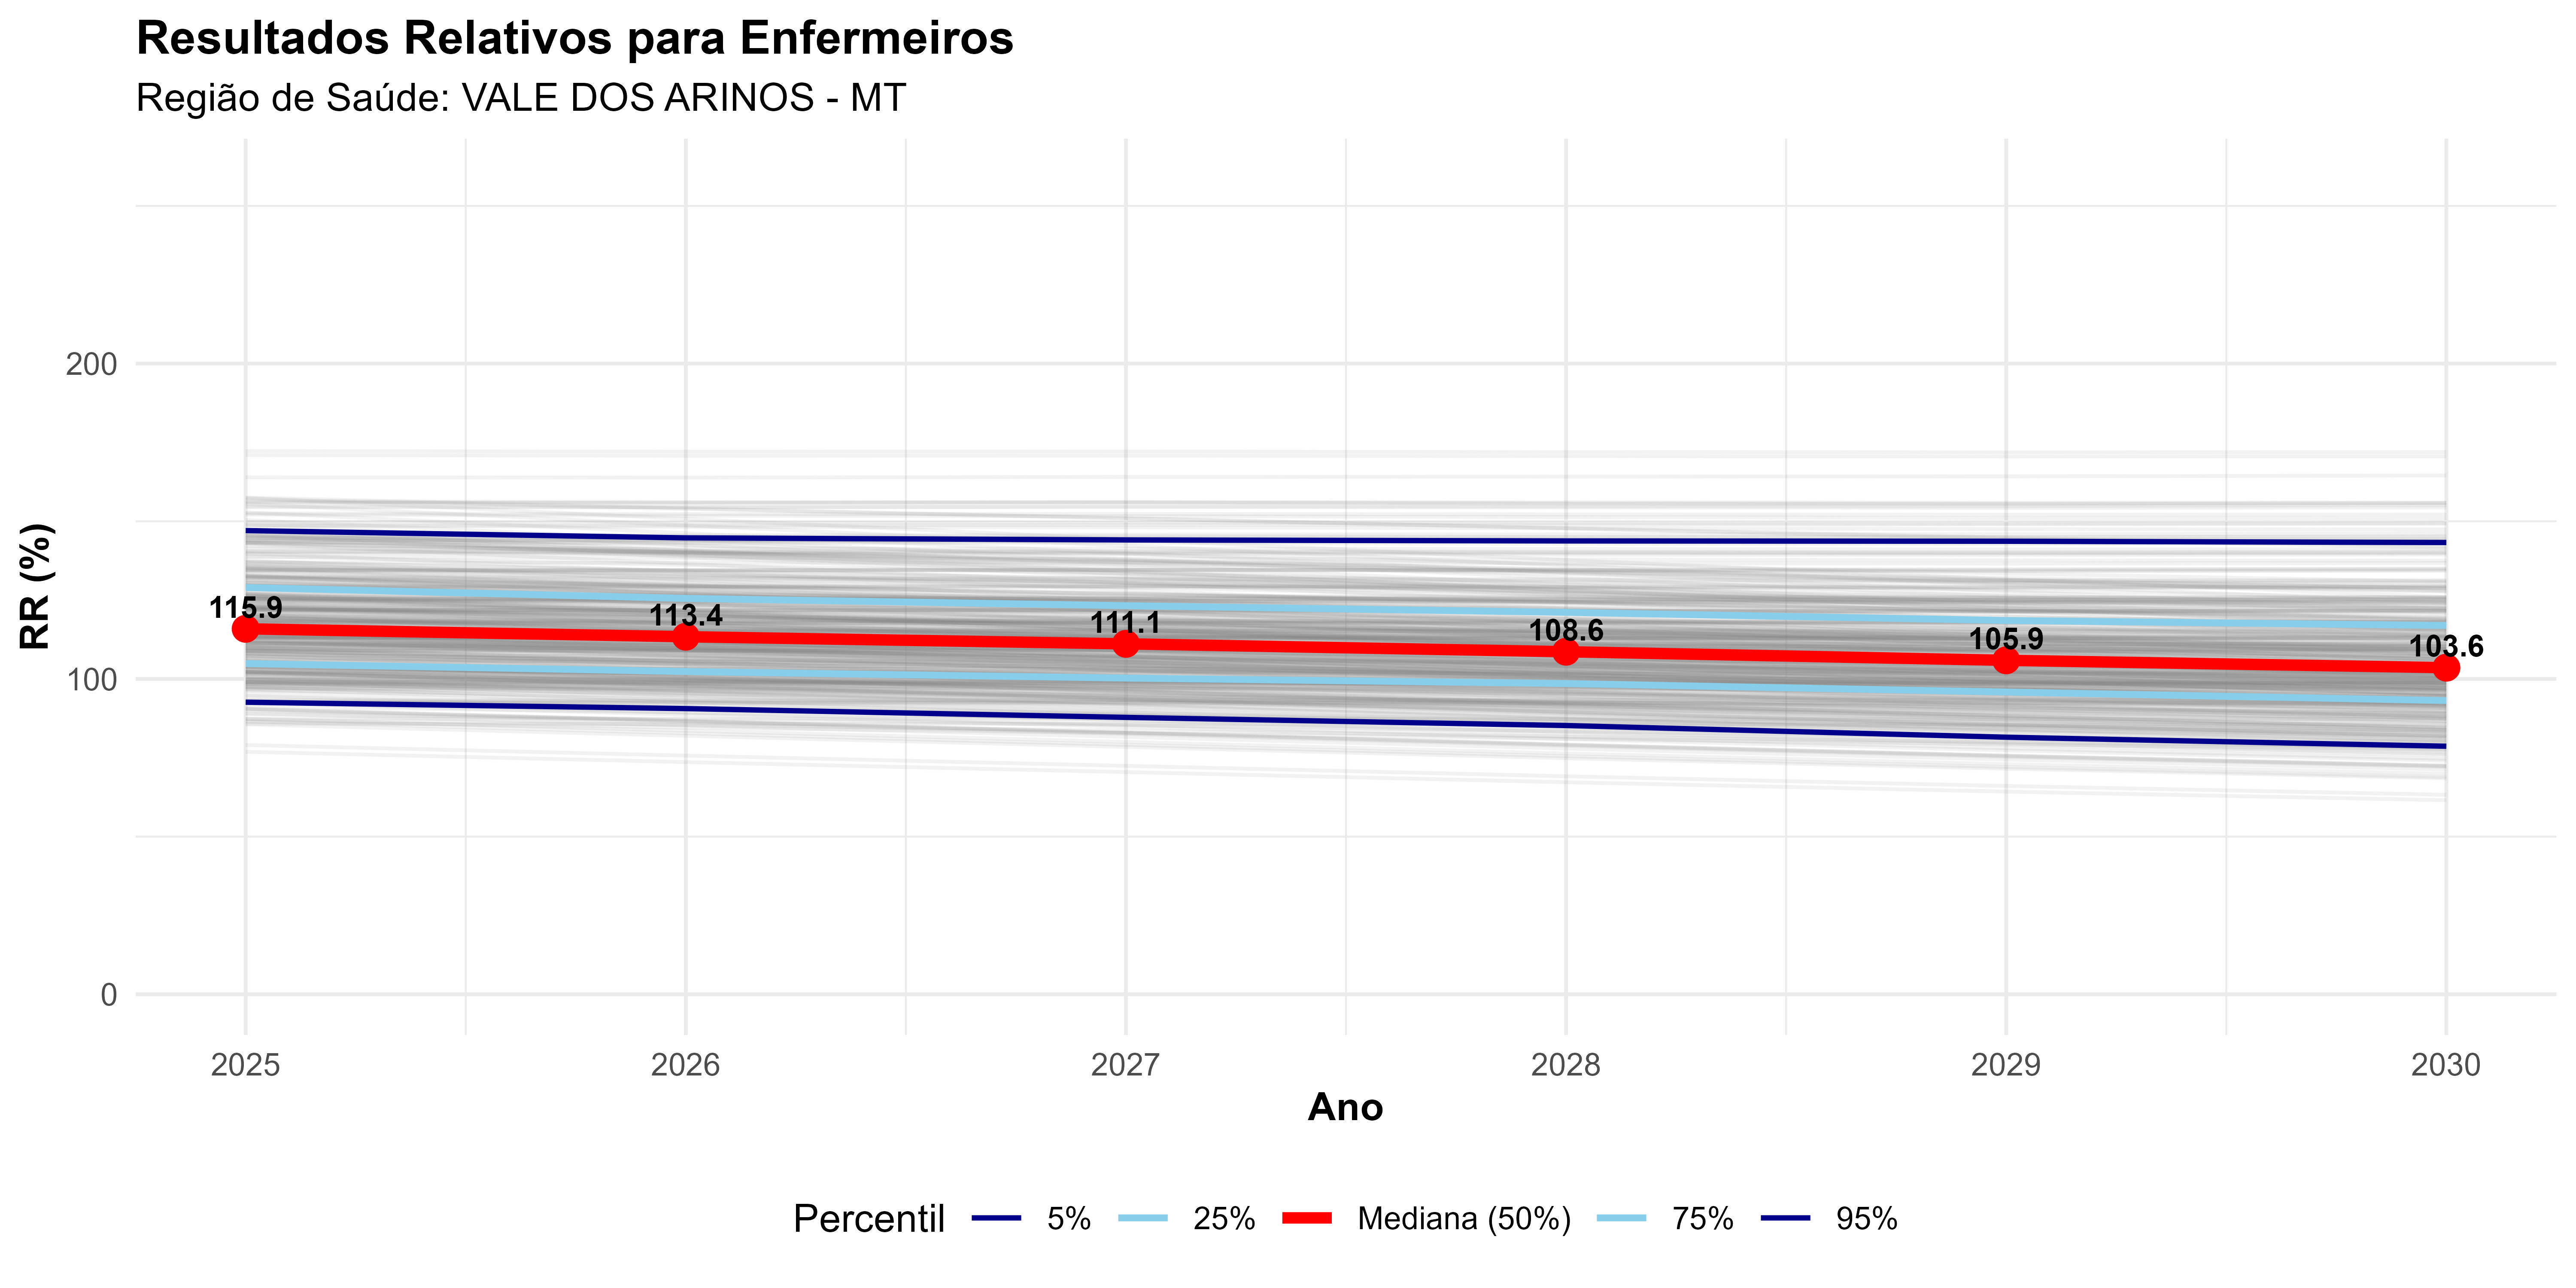 Resultados Relativos para Enfermeiros
Região de Saúde: VALE DOS ARINOS - MT
RR (%)
200
100
0
115.9
113.4
111.1
108.6
105.9
103.6
2025 2026 2027 2028 2029 2030
Ano
Percentil 5% 25% Mediana (50%) 75% 95%